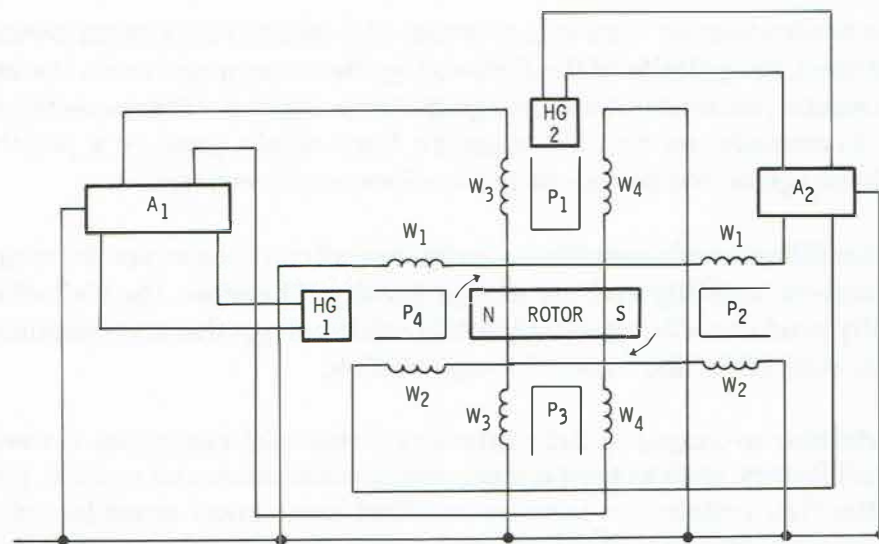 HG
2
W3 P1 W4
A1
A2
W1 W1
HG
1
P4 N ROTOR S P2
W2 W2
W3 P3 W4